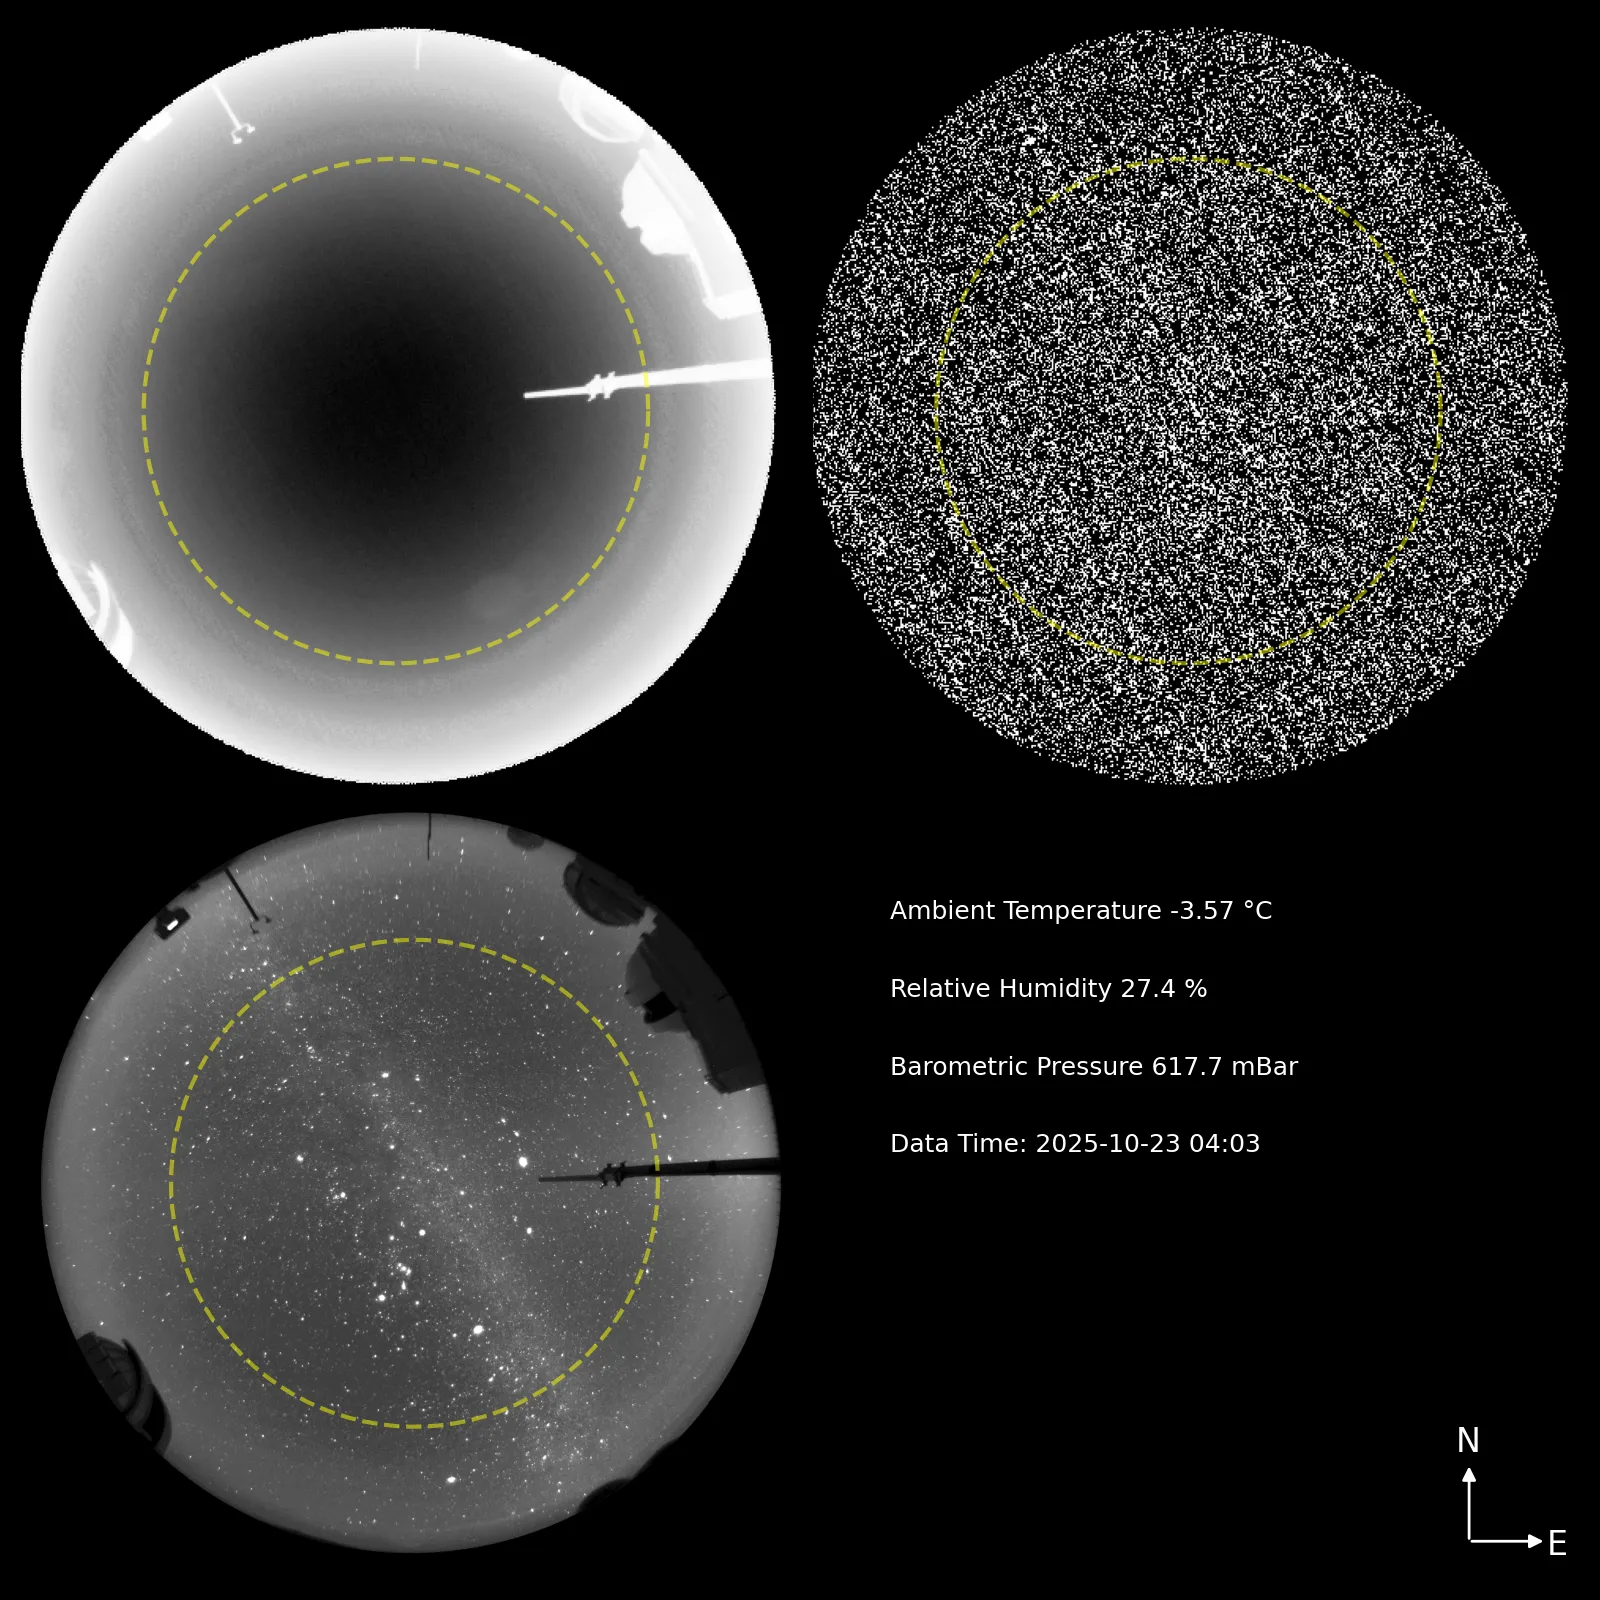 Ambient Temperature -3.57 °C
Relative Humidity 27.4 %
Barometric Pressure 617.7 mBar
Data Time: 2025-10-23 04:03
N
E